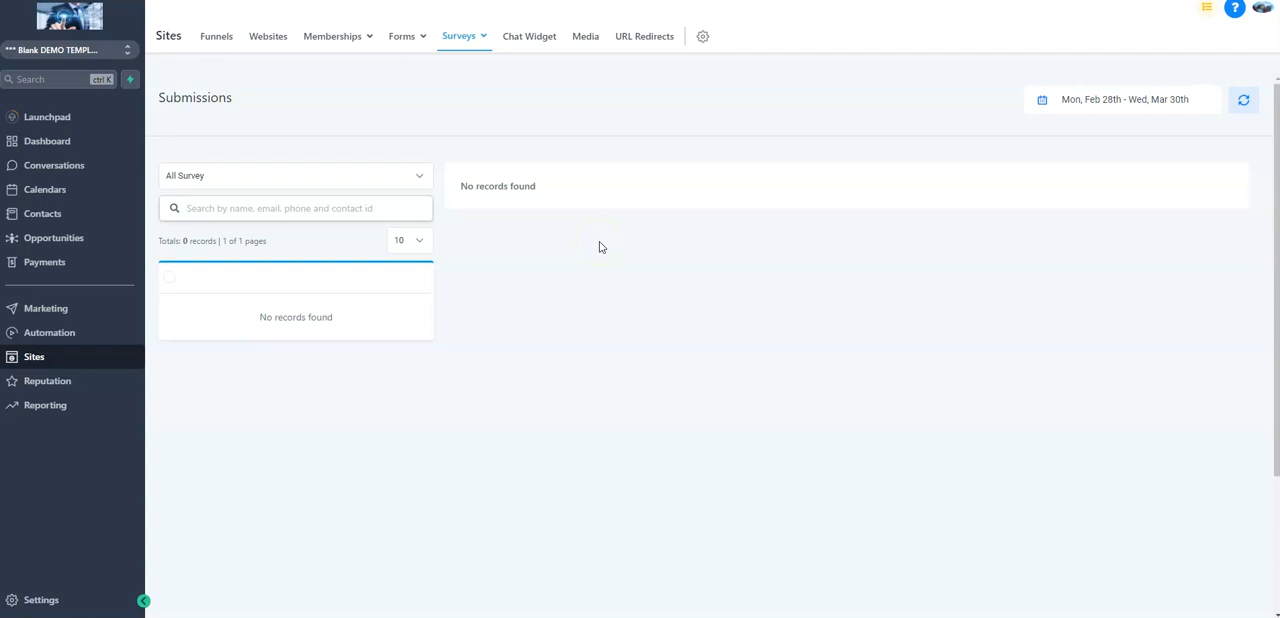 Sites
Funnels
Websites
Memberships
Forms
Surveys
Chat Widget
Media
URL Redirects
?
*** Blank DEMO TEMPL...
Search
ctrl K
Launchpad
Dashboard
Conversations
Calendars
Contacts
Opportunities
Payments
Marketing
Automation
Sites
Reputation
Reporting
Settings
Submissions
Mon, Feb 28th - Wed, Mar 30th
All Survey
Search by name, email, phone and contact id
Totals: 0 records | 1 of 1 pages
10
No records found
No records found